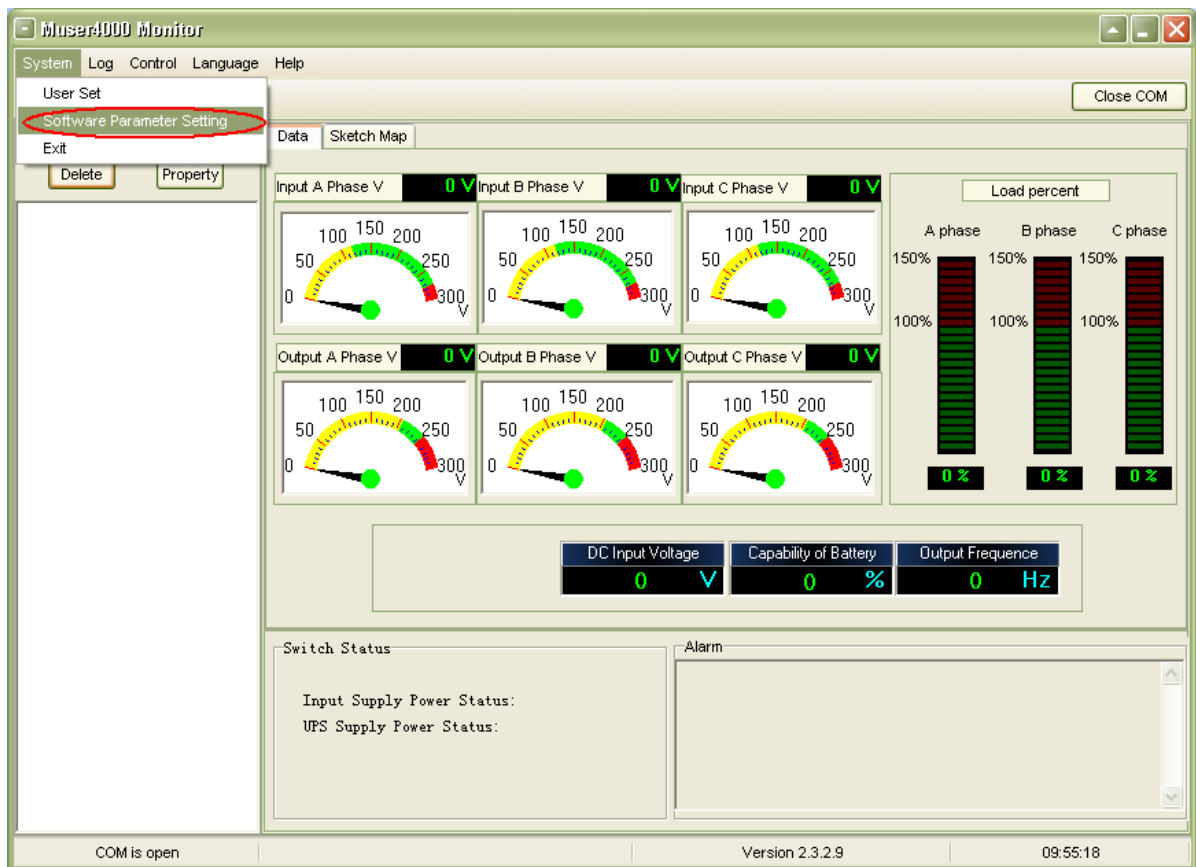 Muser4000 Monitor
System Log Control Language Help
User Set
Software Parameter Setting
Exit
Close COM
Delete Property
Data Sketch Map
Input A Phase V 0 V Input B Phase V 0 V Input C Phase V 0 V
0 50 100 150 200 250 300 V
0 50 100 150 200 250 300 V
0 50 100 150 200 250 300 V
Output A Phase V 0 V Output B Phase V 0 V Output C Phase V 0 V
0 50 100 150 200 250 300 V
0 50 100 150 200 250 300 V
0 50 100 150 200 250 300 V
Load percent
A phase B phase C phase
150% 150% 150%
100% 100% 100%
0 % 0 % 0 %
DC Input Voltage Capability of Battery Output Frequence
0 V 0 % 0 Hz
Switch Status
Input Supply Power Status:
UPS Supply Power Status:
Alarm
COM is open Version 2.3.2.9 09:55:18